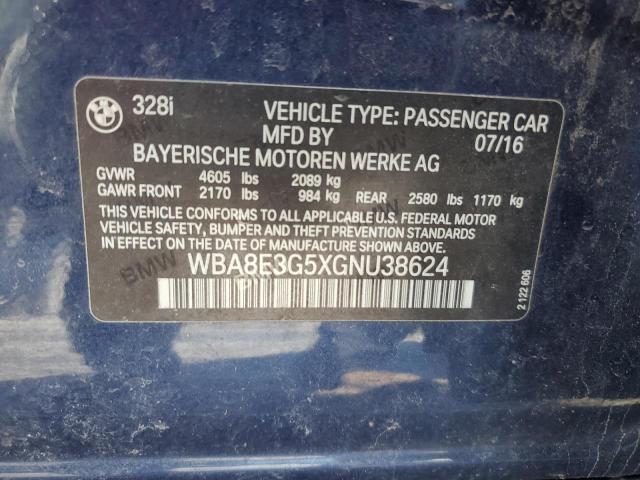 328i
VEHICLE TYPE: PASSENGER CAR
MFD BY 07/16
BAYERISCHE MOTOREN WERKE AG
GVWR 4605 lbs 2089 kg
GAWR FRONT 2170 lbs 984 kg REAR 2580 lbs 1170 kg
THIS VEHICLE CONFORMS TO ALL APPLICABLE U.S. FEDERAL MOTOR
VEHICLE SAFETY, BUMPER AND THEFT PREVENTION STANDARDS IN
EFFECT ON THE DATE OF MANUFACTURE SHOWN ABOVE.
WBA8E3G5XGNU38624
2 122 606